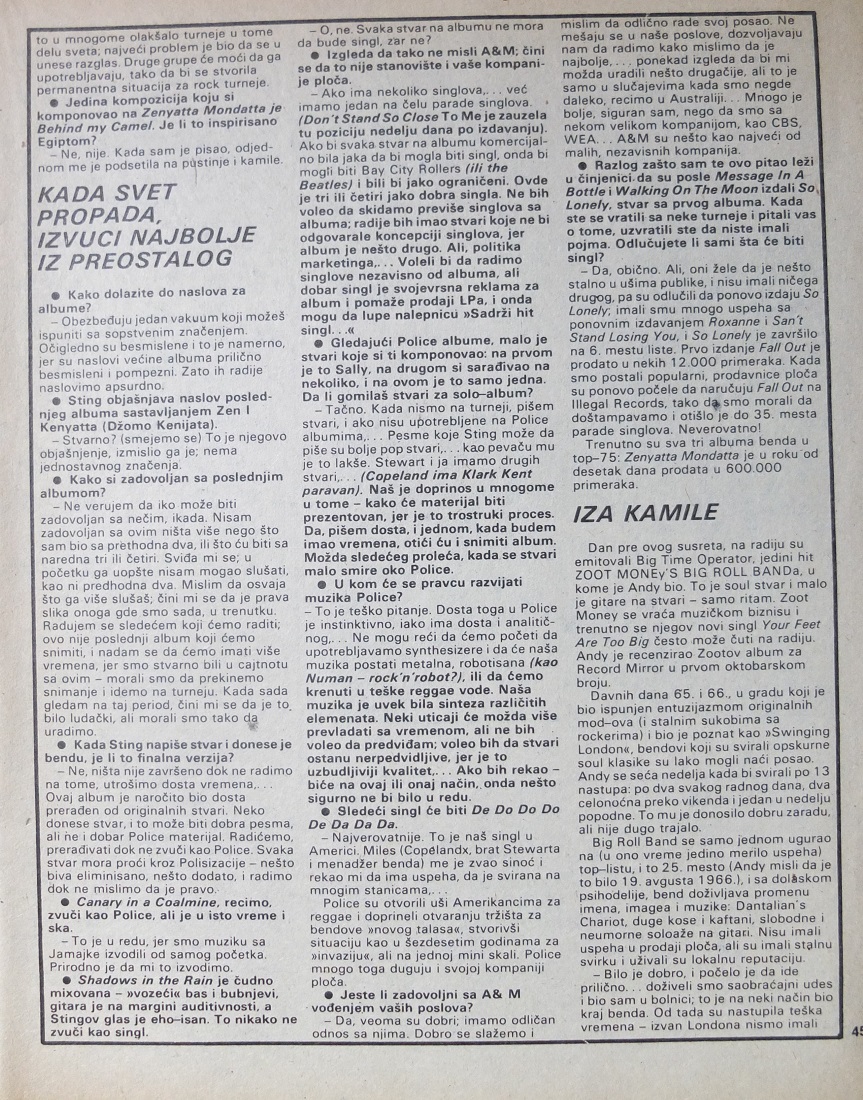 to u mnogome olakšalo turneje u tome
delu sveta; najveći problem je bio da se u
unese razglas. Druge grupe će moći da ga
upotrebljavaju, tako da bi se stvorila
permanentna situacija za rock turneje.
● Jedina kompozicija koju si
komponovao na Zenyatta Mondatta je
Behind my Camel. Je li to inspirisano
Egiptom?
– Ne, nije. Kada sam je pisao, odjed-
nom me je podsetila na pustinje i kamile.
KADA SVET
PROPADA,
IZVUCI NAJBOLJE
IZ PREOSTALOG
● Kako dolazite do naslova za
albume?
– Obezbeđuju jedan vakuum koji možeš
ispuniti sa sopstvenim značenjem.
Očigledno su besmislene i to je namerno,
jer su naslovi većine albuma prilično
besmisleni i pompezni. Zato ih radije
naslovimo apsurdno.
● Sting objašnjava naslov posled-
njeg albuma sastavljanjem Zen I
Kenyatta (Džomo Kenijata).
– Stvarno? (smejemo se) To je njegovo
objašnjenje, izmislio ga je; nema
jednostavnog značenja.
● Kako si zadovoljan sa poslednjim
albumom?
– Ne verujem da iko može biti
zadovoljan sa nečim, ikada. Nisam
zadovoljan sa ovim ništa više nego što
sam bio sa prethodna dva, ili što ću biti sa
naredna tri ili četiri. Sviđa mi se; u
početku ga uopšte nisam mogao slušati,
kao ni predhodna dva. Mislim da osvaja
što ga više slušaš; čini mi se da je prava
slika onoga gde smo sada, u trenutku.
Radujem se sledećem koji ćemo raditi;
ovo nije poslednji album koji ćemo
snimiti, i nadam se da ćemo imati više
vremena, jer smo stvarno bili u cajtnotu
sa ovim – morali smo da prekinemo
snimanje i idemo na turneju. Kada sada
gledam na taj period, čini mi se da je to
bilo ludački, ali morali smo tako da
uradimo.
● Kada Sting napiše stvar i donese je
bendu, je li to finalna verzija?
– Ne, ništa nije završeno dok ne radimo
na tome, utrošimo dosta vremena,...
Ovaj album je naročito bio dosta
prerađen od originalnih stvari. Neko
donese stvar, i to može biti dobra pesma,
ali ne i dobar Police materijal. Radićemo,
prerađivati dok ne zvuči kao Police. Svaka
stvar mora proći kroz Polisizacije – nešto
biva eliminisano, nešto dodato, i radimo
dok ne mislimo da je pravo.
● Canary in a Coalmine, recimo,
zvuči kao Police, ali je u isto vreme i
ska.
– To je u redu, jer smo muziku sa
Jamajke izvodili od samog početka.
Prirodno je da mi to izvodimo.
● Shadows in the Rain je čudno
mixovana – »vozeći« bas i bubnjevi,
gitara je na margini auditivnosti, a
Stingov glas je eho–isan. To nikako ne
zvuči kao singl.
– O, ne. Svaka stvar na albumu ne mora
da bude singl, zar ne?
● Izgleda da tako ne misli A&M; čini
se da to nije stanovište i vaše kompani-
je ploča.
– Ako ima nekoliko singlova,... već
imamo jedan na čelu parade singlova.
(Don't Stand So Close To Me je zauzela
tu poziciju nedelju dana po izdavanju).
Ako bi svaka stvar na albumu komercijal-
no bila jaka da bi mogla biti singl, onda bi
mogli biti Bay City Rollers (ili the
Beatles) i bili bi jako ograničeni. Ovde
je tri ili četiri jako dobra singla. Ne bih
voleo da skidamo previše singlova sa
albuma; radije bih imao stvari koje ne bi
odgovarale koncepciji singlova, jer
album je nešto drugo. Ali, politika
marketinga,... Voleli bi da radimo
singlove nezavisno od albuma, ali
dobar singl je svojevrsna reklama za
album i pomaže prodaji LPa, i onda
mogu da lupe nalepnicu »Sadrži hit
singl...«
● Gledajući Police albume, malo je
stvari koje si ti komponovao: na prvom
je to Sally, na drugom si sarađivao na
nekoliko, i na ovom je to samo jedna.
Da li gomilaš stvari za solo–album?
– Tačno. Kada nismo na turneji, pišem
stvari, i ako nisu upotrebljene na Police
albumima,... Pesme koje Sting može da
piše su bolje pop stvari,... kao pevaču mu
je to lakše. Stewart i ja imamo drugih
stvari,... (Copeland ima Klark Kent
paravan). Naš je doprinos u mnogome
u tome – kako će materijal biti
prezentovan, jer je to trostruki proces.
Da, pišem dosta, i jednom, kada budem
imao vremena, otići ću i snimiti album.
Možda sledećeg proleća, kada se stvari
malo smire oko Police.
● U kom će se pravcu razvijati
muzika Police?
– To je teško pitanje. Dosta toga u Police
je instinktivno, iako ima dosta i analitič-
nog,... Ne mogu reći da ćemo početi da
upotrebljavamo synthesizere i da će naša
muzika postati metalna, robotisana (kao
Numan – rock'n'robot?), ili da ćemo
krenuti u teške reggae vode. Naša
muzika je uvek bila sinteza različitih
elemenata. Neki uticaji će možda više
prevladati sa vremenom, ali ne bih
voleo da predviđam; voleo bih da stvari
ostanu nerpedvidljive, jer je to
uzbudljiviji kvalitet,... Ako bih rekao –
biće na ovaj ili onaj način, onda nešto
sigurno ne bi bilo u redu.
● Sledeći singl će biti De Do Do Do
De Da Da Da.
– Najverovatnije. To je naš singl u
Americi. Miles (Copelandx, brat Stewarta
i menadžer benda) me je zvao sinoć i
rekao mi da ima uspeha, da je svirana na
mnogim stanicama,...
Police su otvorili uši Amerikancima za
reggae i doprineli otvaranju tržišta za
bendove »novog talasa«, stvorivši
situaciju kao u šezdesetim godinama za
»invaziju«, ali na jednoj mini skali. Police
mnogo toga duguju i svojoj kompaniji
ploča.
● Jeste li zadovoljni sa A& M
vođenjem vaših poslova?
– Da, veoma su dobri; imamo odličan
odnos sa njima. Dobro se slažemo i
mislim da odlično rade svoj posao. Ne
mešaju se u naše poslove, dozvoljavaju
nam da radimo kako mislimo da je
najbolje,... ponekad izgleda da bi mi
možda uradili nešto drugačije, ali to je
samo u slučajevima kada smo negde
daleko, recimo u Australiji... Mnogo je
bolje, siguran sam, nego da smo sa
nekom velikom kompanijom, kao CBS,
WEA... A&M su nešto kao najveći od
malih, nezavisnih kompanija.
● Razlog zašto sam te ovo pitao leži
u činjenici da su posle Message In A
Bottle i Walking On The Moon izdali So
Lonely, stvar sa prvog albuma. Kada
ste se vratili sa neke turneje i pitali vas
o tome, uzvratili ste da niste imali
pojma. Odlučujete li sami šta će biti
singl?
– Da, obično. Ali, oni žele da je nešto
stalno u ušima publike, i nisu imali ničega
drugog, pa su odlučili da ponovo izdaju So
Lonely; imali smo mnogo uspeha sa
ponovnim izdavanjem Roxanne i San't
Stand Losing You, i So Lonely je završilo
na 6. mestu liste. Prvo izdanje Fall Out je
prodato u nekih 12.000 primeraka. Kada
smo postali popularni, prodavnice ploča
su ponovo počele da naručuju Fall Out na
Illegal Records, tako da smo morali da
doštampavamo i otišlo je do 35. mesta
parade singlova. Neverovatno!
Trenutno su sva tri albuma benda u
top–75: Zenyatta Mondatta je u roku od
desetak dana prodata u 600.000
primeraka.
IZA KAMILE
Dan pre ovog susreta, na radiju su
emitovali Big Time Operator, jedini hit
ZOOT MONEy'S BIG ROLL BANDa, u
kome je Andy bio. To je soul stvar i malo
je gitare na stvari – samo ritam. Zoot
Money se vraća muzičkom biznisu i
trenutno se njegov novi singl Your Feet
Are Too Big često može čuti na radiju.
Andy je recenzirao Zootov album za
Record Mirror u prvom oktobarskom
broju.
Davnih dana 65. i 66., u gradu koji je
bio ispunjen entuzijazmom originalnih
mod–ova (i stalnim sukobima sa
rockerima) i bio je poznat kao »Swinging
London«, bendovi koji su svirali opskurne
soul klasike su lako mogli naći posao.
Andy se seća nedelja kada bi svirali po 13
nastupa: po dva svakog radnog dana, dva
celonoćna preko vikenda i jedan u nedelju
popodne. To mu je donosilo dobru zaradu,
ali nije dugo trajalo.
Big Roll Band se samo jednom ugurao
na (u ono vreme jedino merilo uspeha)
top–listu, i to 25. mesto (Andy misli da je
to bilo 19. avgusta 1966.), i sa dolaskom
psihodelije, bend doživljava promenu
imena, imagea i muzike: Dantalian's
Chariot, duge kose i kaftani, slobodne i
neumorne soloaže na gitari. Nisu imali
uspeha u prodaji ploča, ali su imali stalnu
svirku i uživali su lokalnu reputaciju.
– Bilo je dobro, i počelo je da ide
prilično... doživeli smo saobraćajni udes
i bio sam u bolnici; to je na neki način bio
kraj benda. Od tada su nastupila teška
vremena – izvan Londona nismo imali
45